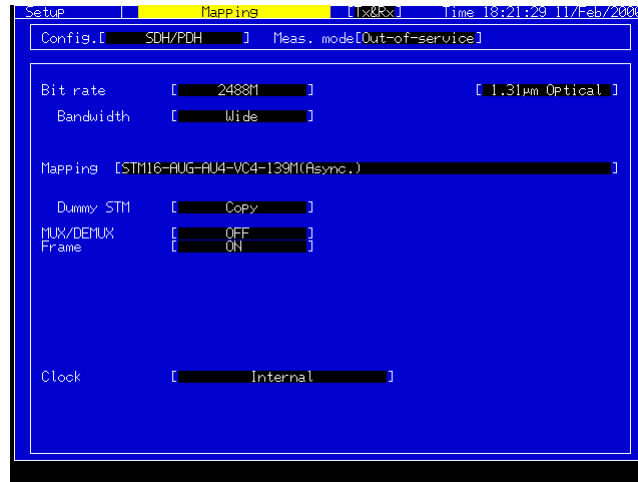 Setup Mapping [Tx&Rx] Time 18:21:29 11/Feb/2000
Config.[ SDH/PDH ] Meas. mode[Out-of-service]
Bit rate [ 2488M ] [ 1.31µm Optical ]
Bandwidth [ Wide ]
Mapping [STM16-AUG-AU4-VC4-139M(Async.) ]
Dummy STM [ Copy ]
MUX/DEMUX [ OFF ]
Frame [ ON ]
Clock [ Internal ]